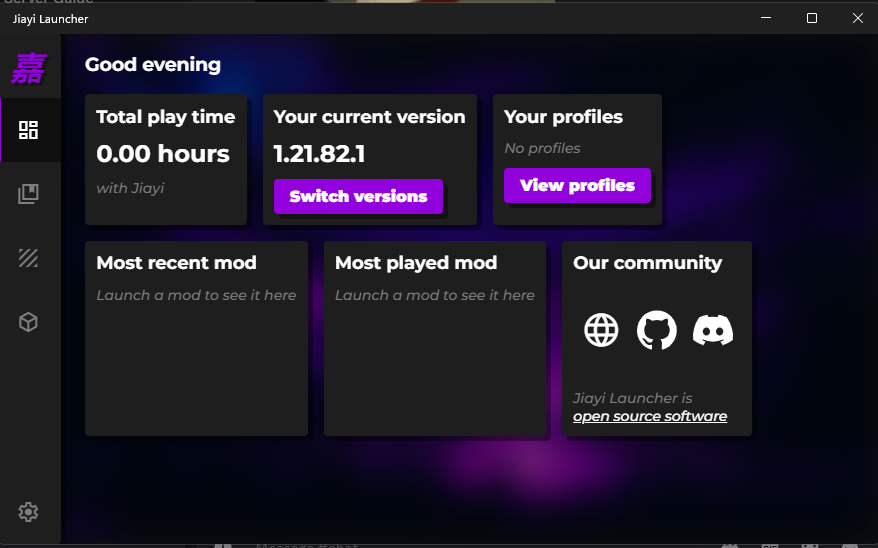 Server Guide
Jiayi Launcher
嘉
Good evening
Total play time
0.00 hours
with Jiayi
Your current version
1.21.82.1
Switch versions
Your profiles
No profiles
View profiles
Most recent mod
Launch a mod to see it here
Most played mod
Launch a mod to see it here
Our community
Jiayi Launcher is
open source software